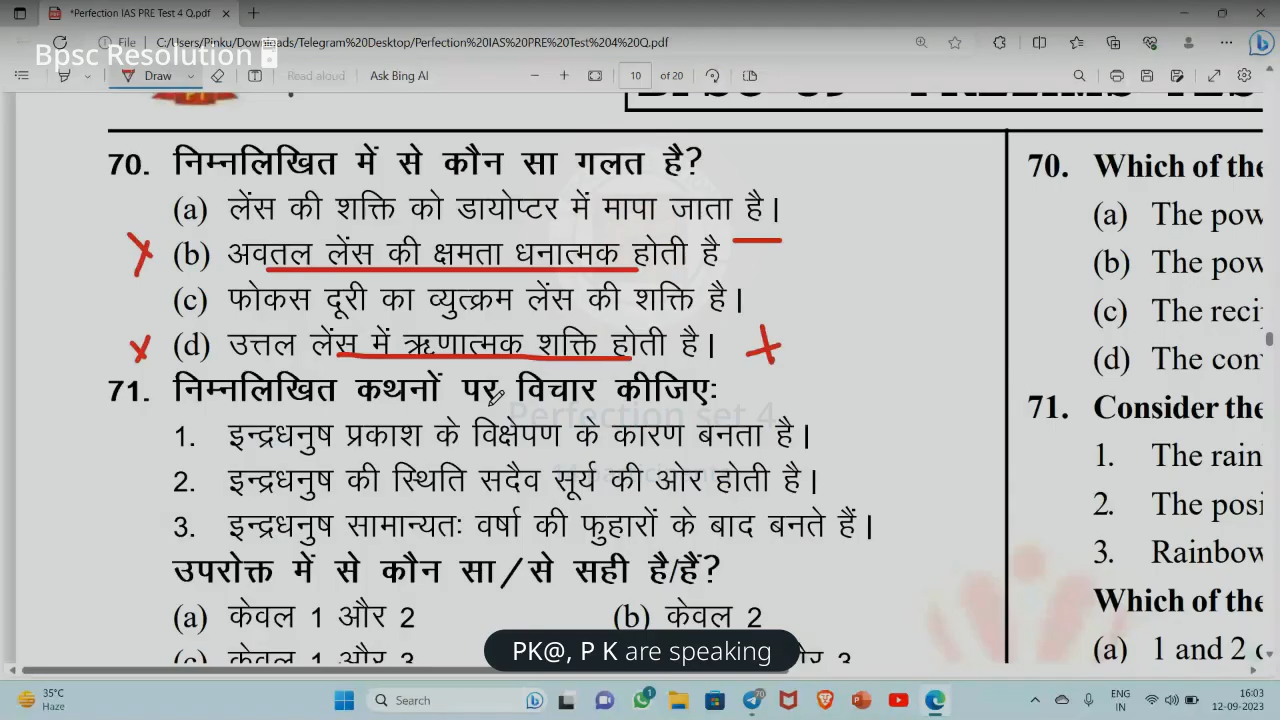 *Perfection IAS PRE Test 4 Q.pdf
File C:/Users/Pinku/Downloads/Telegram%20Desktop/Perfection%20IAS%20PRE%20Test%204%20Q.pdf
Bpsc Resolution
Draw Read aloud Ask Bing AI 10 of 20
70. निम्नलिखित में से कौन सा गलत है?
(a) लेंस की शक्ति को डायोप्टर में मापा जाता है।
(b) अवतल लेंस की क्षमता धनात्मक होती है
(c) फोकस दूरी का व्युत्क्रम लेंस की शक्ति है।
(d) उत्तल लेंस में ऋणात्मक शक्ति होती है।
71. निम्नलिखित कथनों पर विचार कीजिए:
Perfection set 4
1. इन्द्रधनुष प्रकाश के विक्षेपण के कारण बनता है।
2. इन्द्रधनुष की स्थिति सदैव सूर्य की ओर होती है।
3. इन्द्रधनुष सामान्यतः वर्षा की फुहारों के बाद बनते हैं।
उपरोक्त में से कौन सा/से सही है/हैं?
(a) केवल 1 और 2 (b) केवल 2
70. Which of the
(a) The pow
(b) The pow
(c) The reci
(d) The con
71. Consider the
1. The rain
2. The posi
3. Rainbow
Which of the
(a) 1 and 2
PK@, P K are speaking
35°C
Haze
Search
1
70
ENG
IN
16:03
12-09-2023